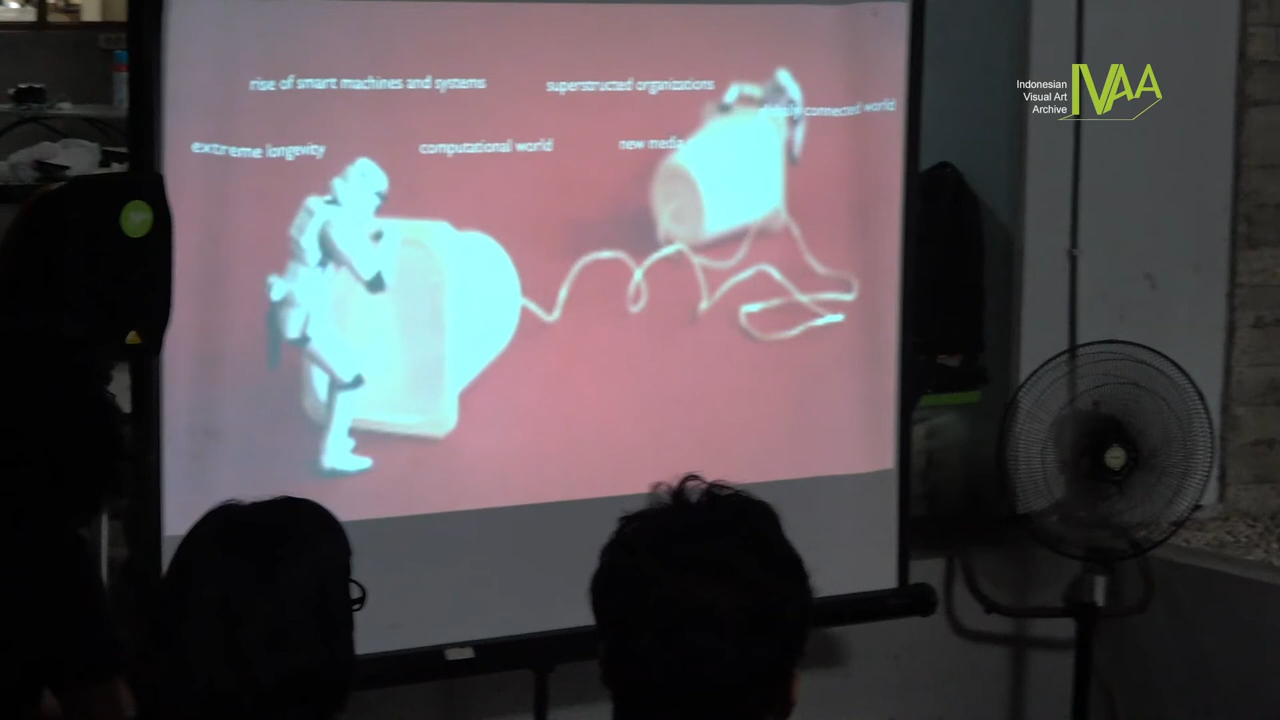 rise of smart machines and systems
superstructed organizations
globally connected world
extreme longevity
computational world
new media
Indonesian
Visual Art
Archive
IVAA